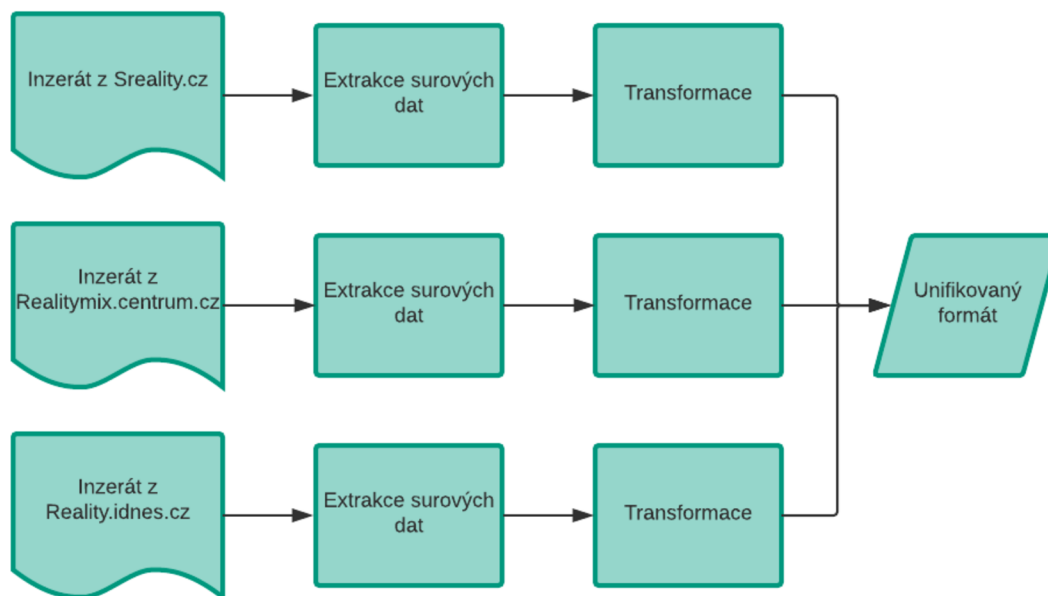 Inzerát z Sreality.cz
Extrakce surových
dat
Transformace
Inzerát z
Realitymix.centrum.cz
Extrakce surových
dat
Transformace
Unifikovaný
formát
Inzerát z
Reality.idnes.cz
Extrakce surových
dat
Transformace